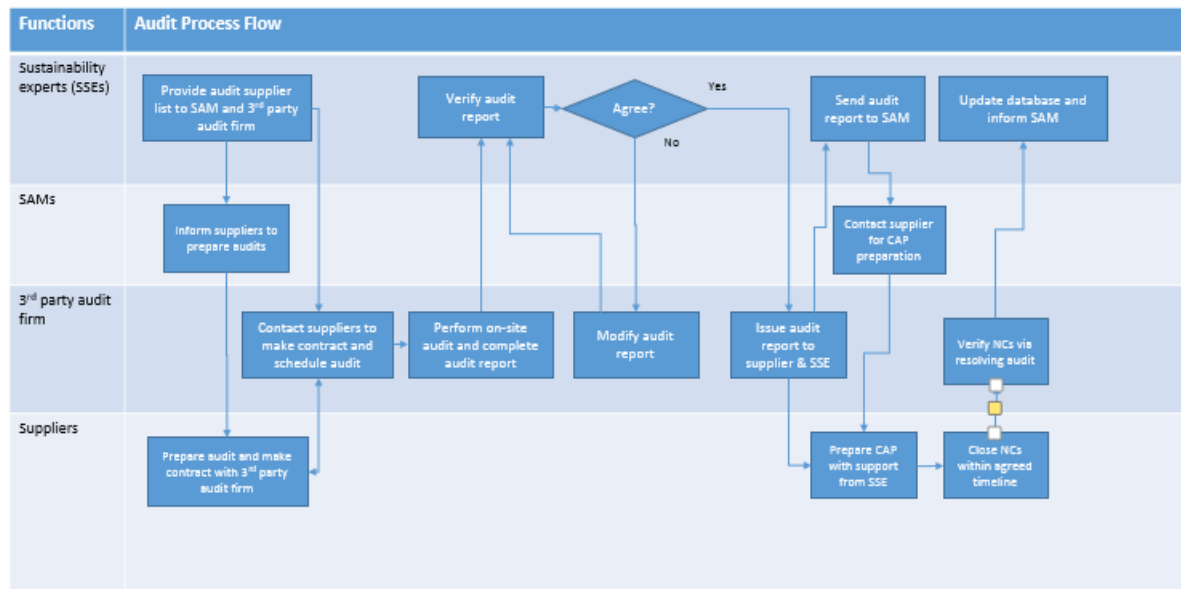 Functions
Audit Process Flow
Sustainability
experts (SSEs)
Provide audit supplier
list to SAM and 3rd party
audit firm
Verify audit
report
Agree?
Yes
No
Send audit
report to SAM
Update database and
inform SAM
SAMs
Inform suppliers to
prepare audits
Contact supplier
for CAP
preparation
3rd party audit
firm
Contact suppliers to
make contract and
schedule audit
Perform on-site
audit and complete
audit report
Modify audit
report
Issue audit
report to
supplier & SSE
Verify NCs via
resolving audit
Suppliers
Prepare audit and make
contract with 3rd party
audit firm
Prepare CAP
with support
from SSE
Close NCs
within agreed
timeline